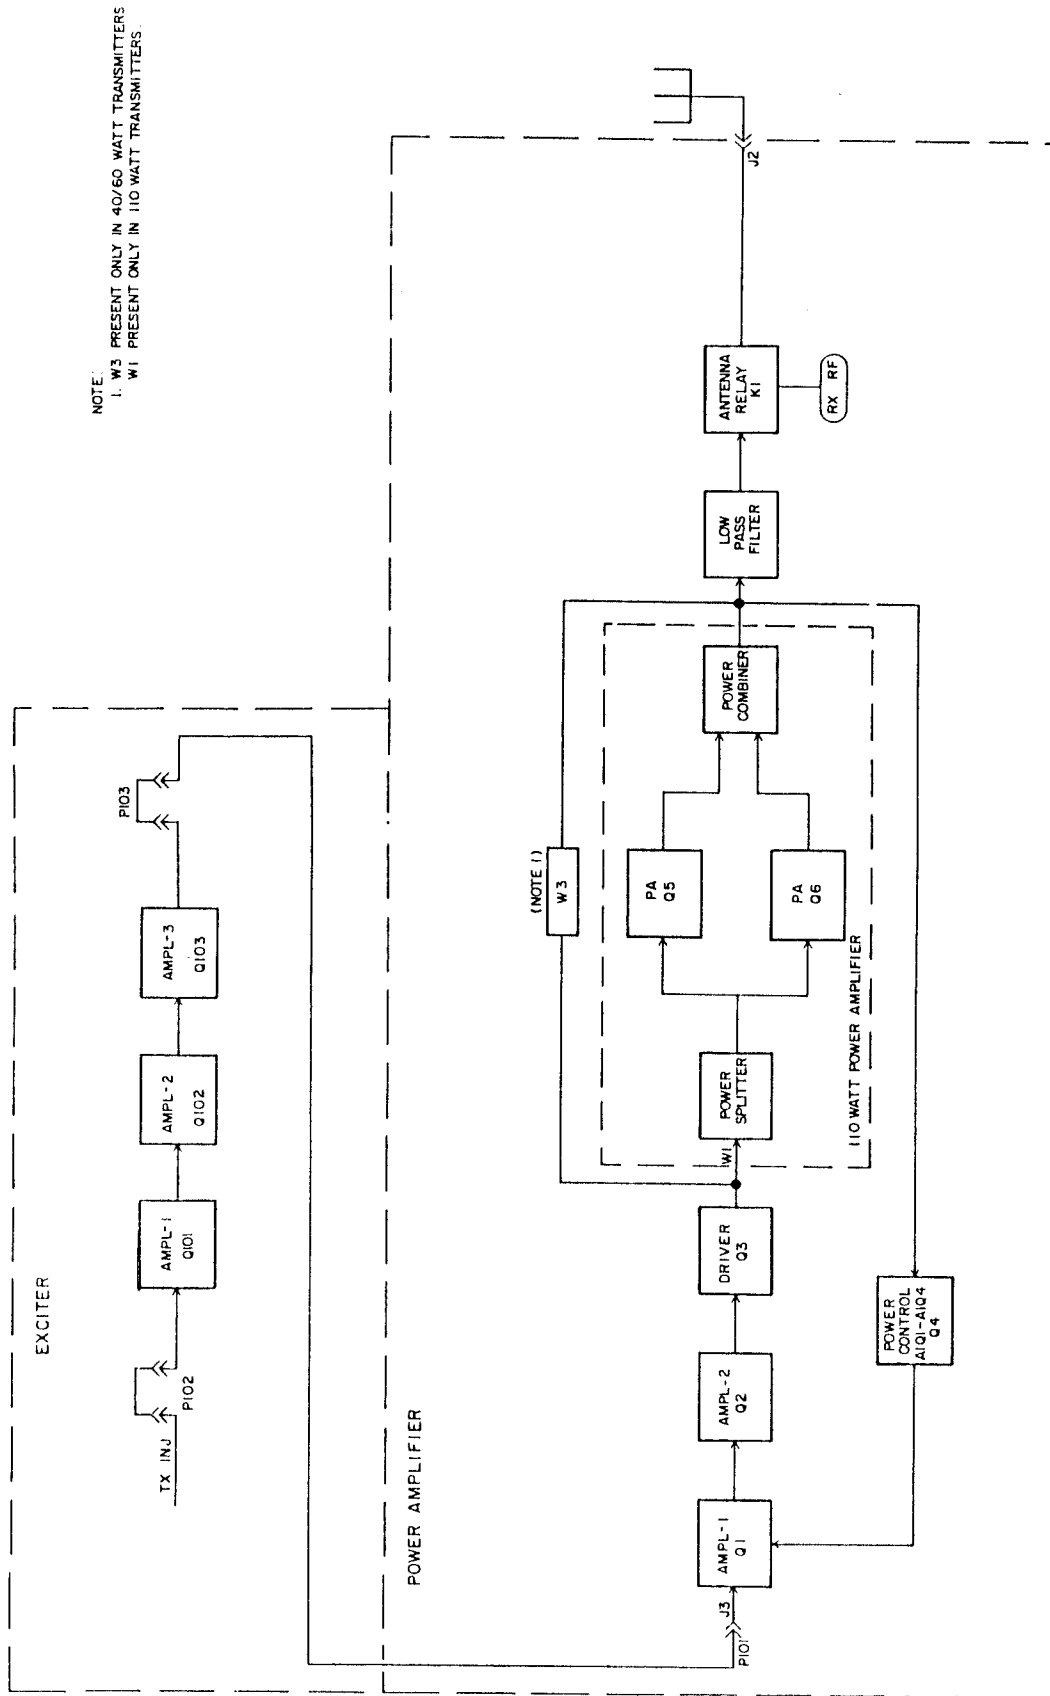 NOTE:
1. W3 PRESENT ONLY IN 40/60 WATT TRANSMITTERS
W1 PRESENT ONLY IN 110 WATT TRANSMITTERS.
EXCITER
TX INJ
P102
AMPL-1
Q101
AMPL-2
Q102
AMPL-3
Q103
P103
POWER AMPLIFIER
P101
J3
AMPL-1
Q1
AMPL-2
Q2
DRIVER
Q3
W1
(NOTE 1)
W3
POWER
SPLITTER
PA
Q5
PA
Q6
POWER
COMBINER
110 WATT POWER AMPLIFIER
POWER
CONTROL
A1Q1-A1Q4
Q4
LOW
PASS
FILTER
ANTENNA
RELAY
K1
RX RF
J2